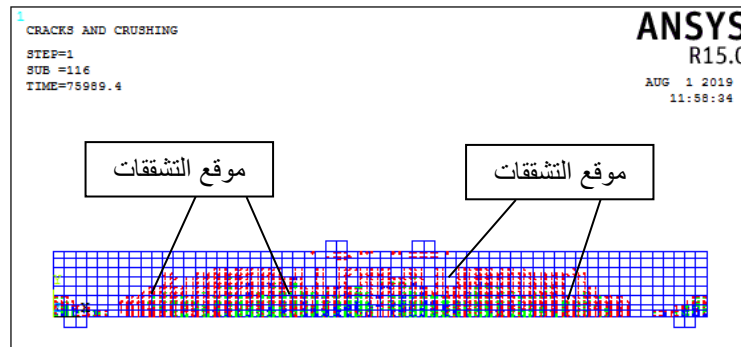 1
CRACKS AND CRUSHING
STEP=1
SUB =116
TIME=75989.4
ANSYS
R15.0
AUG 1 2019
11:58:34
موقع التشققات
موقع التشققات